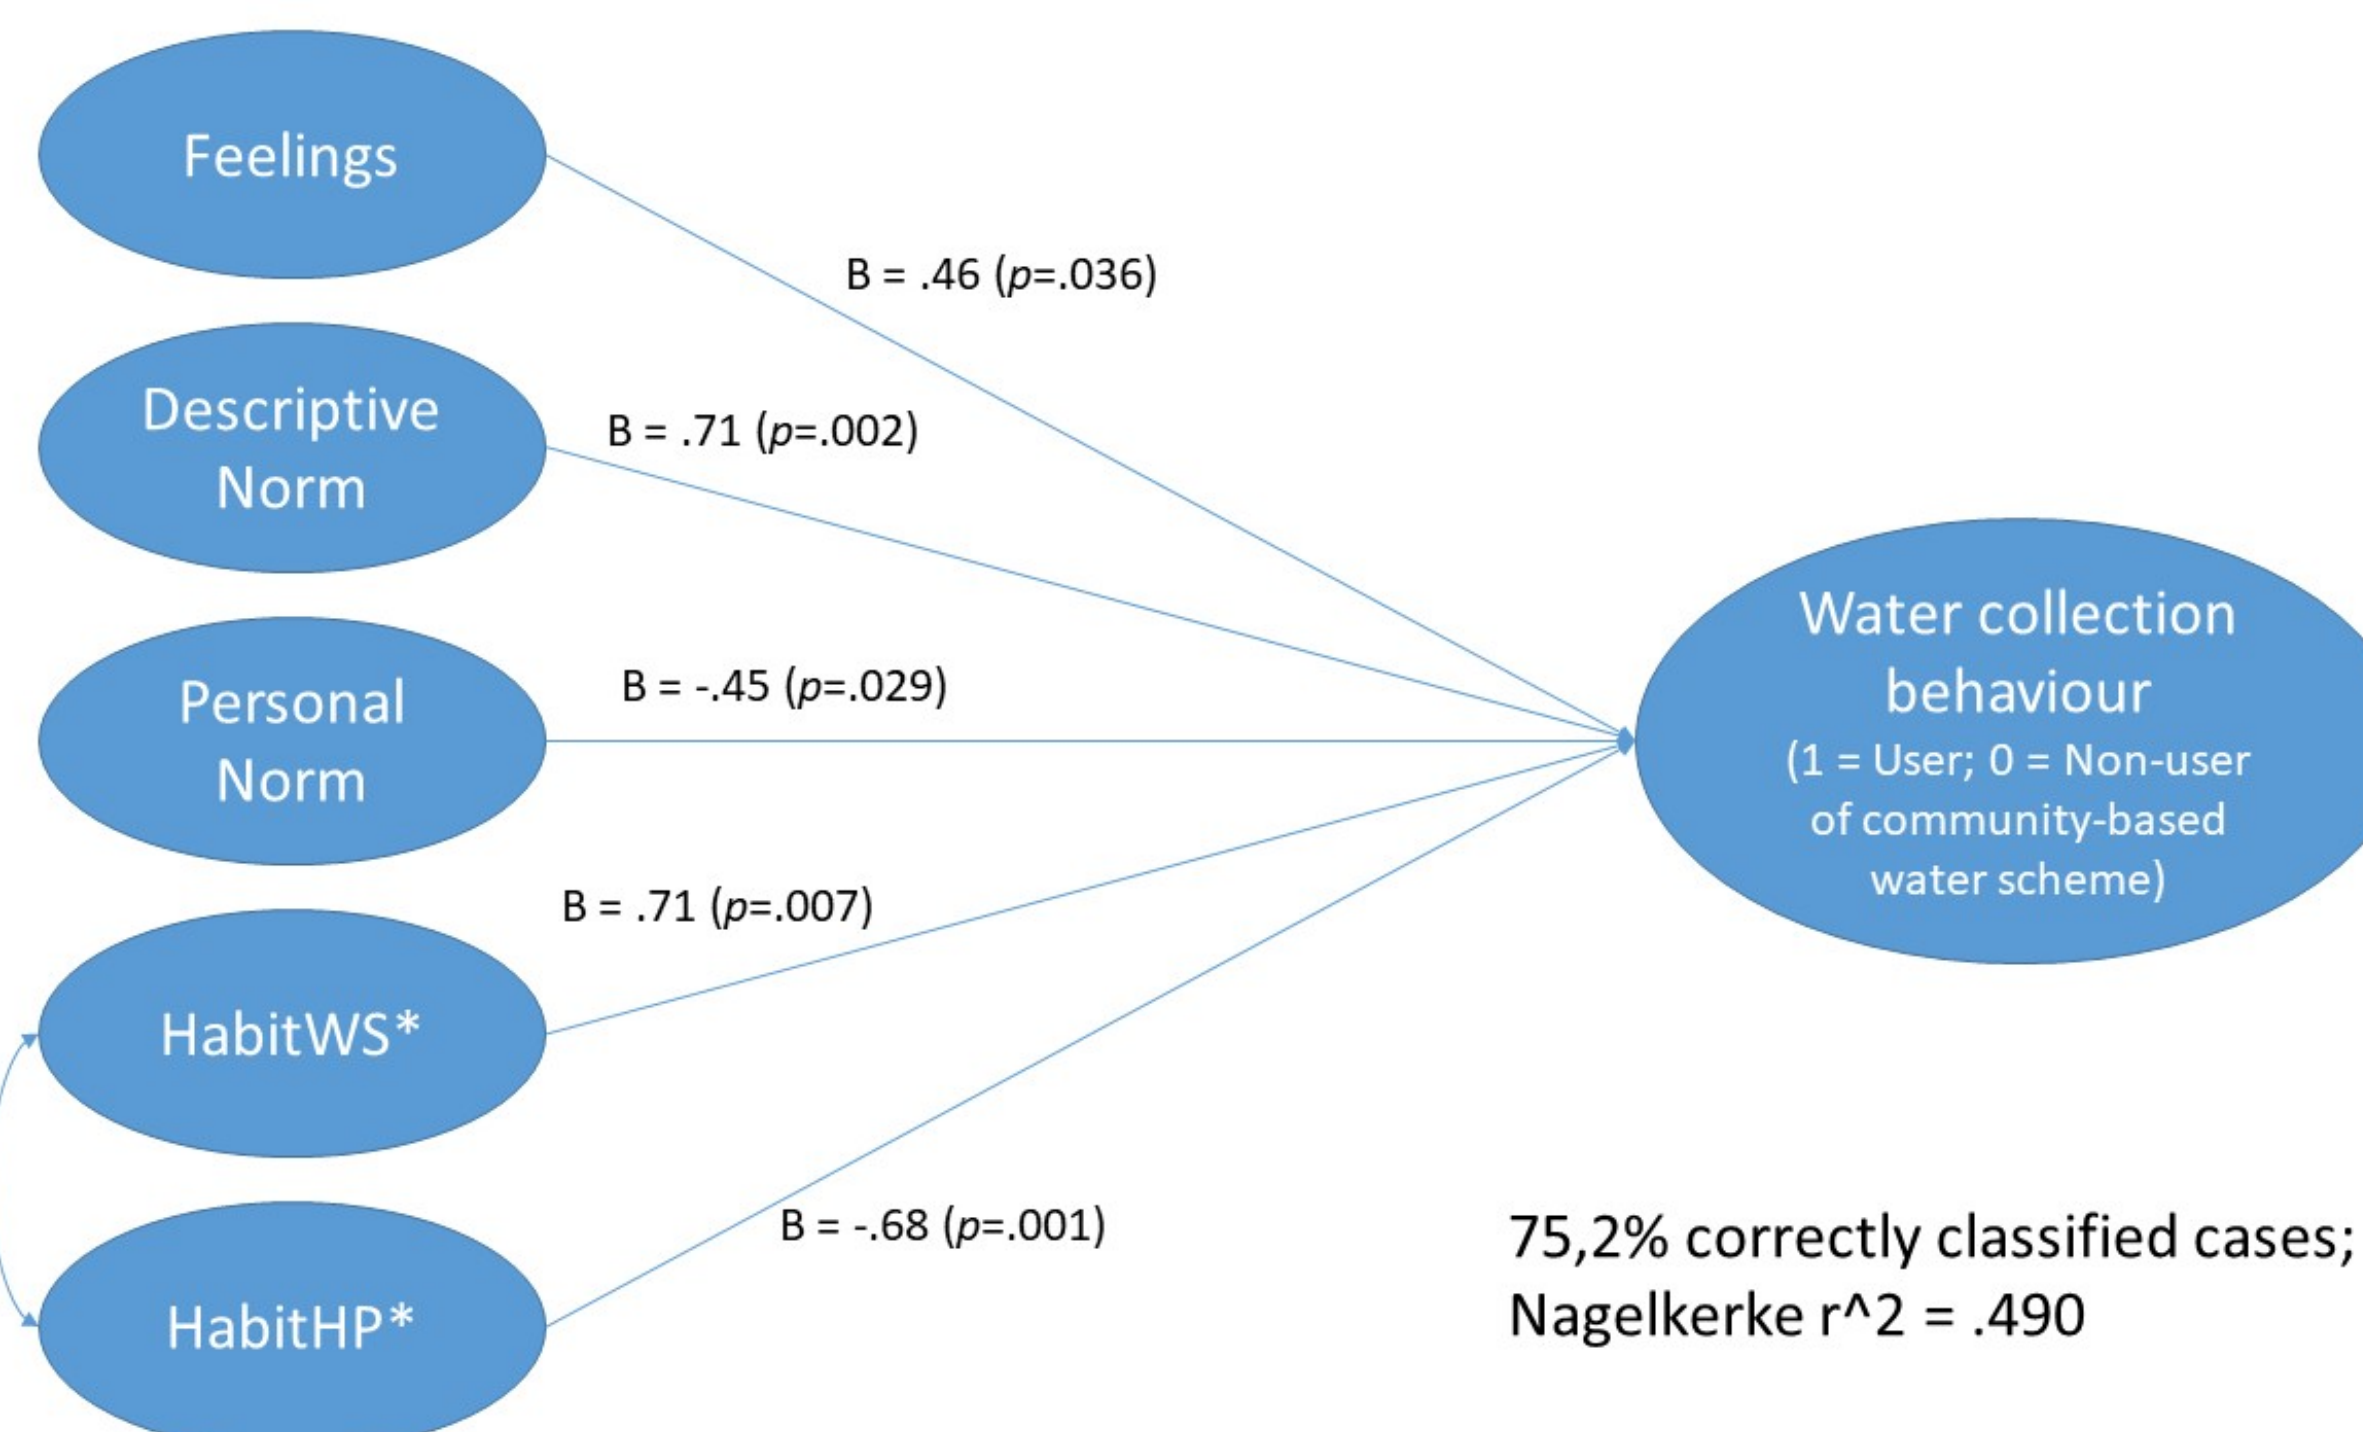 Feelings
B = .46 (p=.036)
Descriptive
Norm
B = .71 (p=.002)
Personal
Norm
B = -.45 (p=.029)
Water collection
behaviour
(1 = User; 0 = Non-user
of community-based
water scheme)
B = .71 (p=.007)
HabitWS*
B = -.68 (p=.001)
HabitHP*
75,2% correctly classified cases;
Nagelkerke r^2 = .490